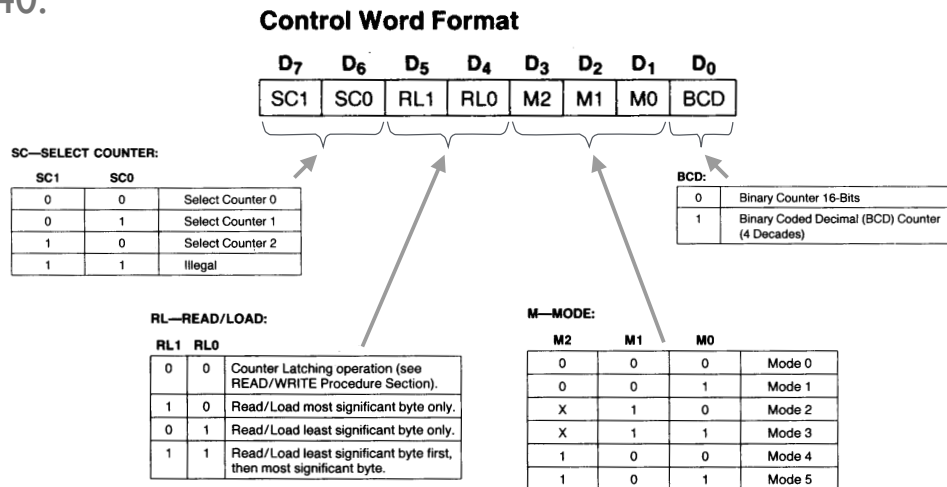 40.
Control Word Format
D7 D6 D5 D4 D3 D2 D1 D0
SC1 SC0 RL1 RL0 M2 M1 M0 BCD
SC—SELECT COUNTER:
SC1 SC0
0 0 Select Counter 0
0 1 Select Counter 1
1 0 Select Counter 2
1 1 Illegal
BCD:
0 Binary Counter 16-Bits
1 Binary Coded Decimal (BCD) Counter
(4 Decades)
RL—READ/LOAD:
RL1 RL0
0 0 Counter Latching operation (see
READ/WRITE Procedure Section).
1 0 Read/Load most significant byte only.
0 1 Read/Load least significant byte only.
1 1 Read/Load least significant byte first,
then most significant byte.
M—MODE:
M2 M1 M0
0 0 0 Mode 0
0 0 1 Mode 1
X 1 0 Mode 2
X 1 1 Mode 3
1 0 0 Mode 4
1 0 1 Mode 5